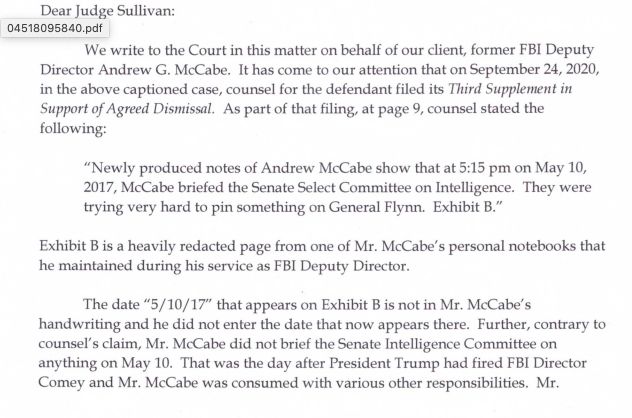 Dear Judge Sullivan:
04518095840.pdf
We write to the Court in this matter on behalf of our client, former FBI Deputy
Director Andrew G. McCabe. It has come to our attention that on September 24, 2020,
in the above captioned case, counsel for the defendant filed its Third Supplement in
Support of Agreed Dismissal. As part of that filing, at page 9, counsel stated the
following:
“Newly produced notes of Andrew McCabe show that at 5:15 pm on May 10,
2017, McCabe briefed the Senate Select Committee on Intelligence. They were
trying very hard to pin something on General Flynn. Exhibit B.”
Exhibit B is a heavily redacted page from one of Mr. McCabe’s personal notebooks that
he maintained during his service as FBI Deputy Director.
The date “5/10/17” that appears on Exhibit B is not in Mr. McCabe’s
handwriting and he did not enter the date that now appears there. Further, contrary to
counsel’s claim, Mr. McCabe did not brief the Senate Intelligence Committee on
anything on May 10. That was the day after President Trump had fired FBI Director
Comey and Mr. McCabe was consumed with various other responsibilities. Mr.